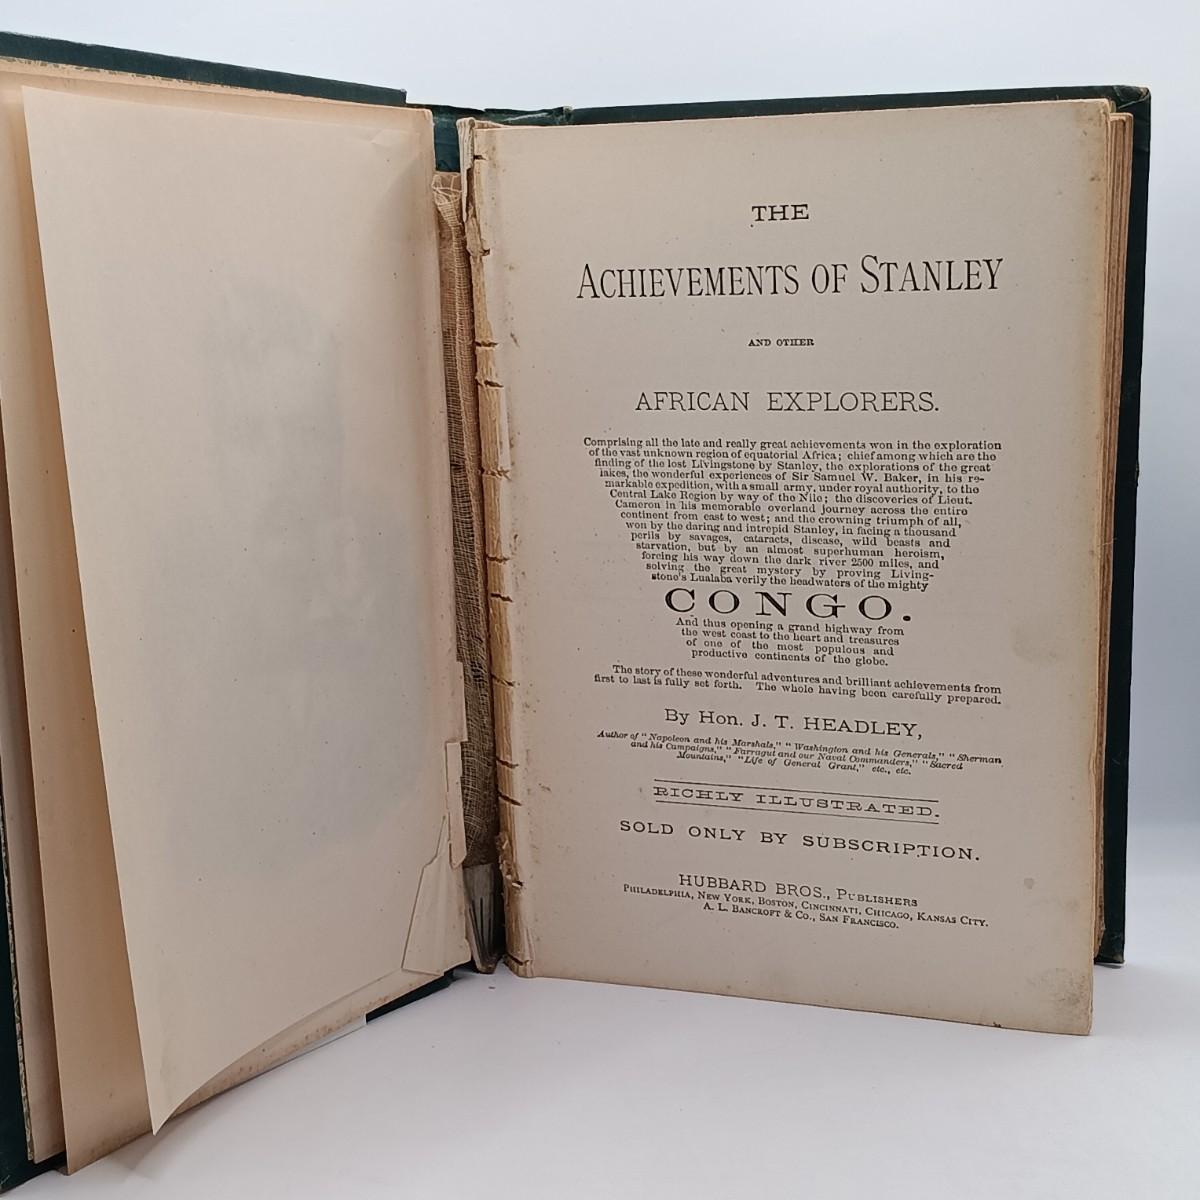 THE
ACHIEVEMENTS OF STANLEY
AND OTHER
AFRICAN EXPLORERS.
Comprising all the late and really great achievements won in the exploration
of the vast unknown region of equatorial Africa; chief among which are the
finding of the lost Livingstone by Stanley, the explorations of the great
lakes, the wonderful experiences of Sir Samuel W. Baker, in his re-
markable expedition, with a small army, under royal authority, to the
Central Lake Region by way of the Nile; the discoveries of Lieut.
Cameron in his memorable overland journey across the entire
continent from east to west; and the crowning triumph of all,
won by the daring and intrepid Stanley, in facing a thousand
perils by savages, cataracts, disease, wild beasts and
starvation, but by an almost superhuman heroism,
forcing his way down the dark river 2500 miles, and
solving the great mystery by proving Living-
stone's Lualaba verily the headwaters of the mighty
CONGO.
And thus opening a grand highway from
the west coast to the heart and treasures
of one of the most populous and
productive continents of the globe.
The story of these wonderful adventures and brilliant achievements from
first to last is fully set forth. The whole having been carefully prepared.
By Hon. J. T. HEADLEY,
Author of "Napoleon and his Marshals," "Washington and his Generals," "Sherman
and his Campaigns," "Farragut and our Naval Commanders," "Sacred
Mountains," "Life of General Grant," etc., etc.
RICHLY ILLUSTRATED.
SOLD ONLY BY SUBSCRIPTION.
HUBBARD BROS., PUBLISHERS
PHILADELPHIA, NEW YORK, BOSTON, CINCINNATI, CHICAGO, KANSAS CITY.
A. L. BANCROFT & CO., SAN FRANCISCO.